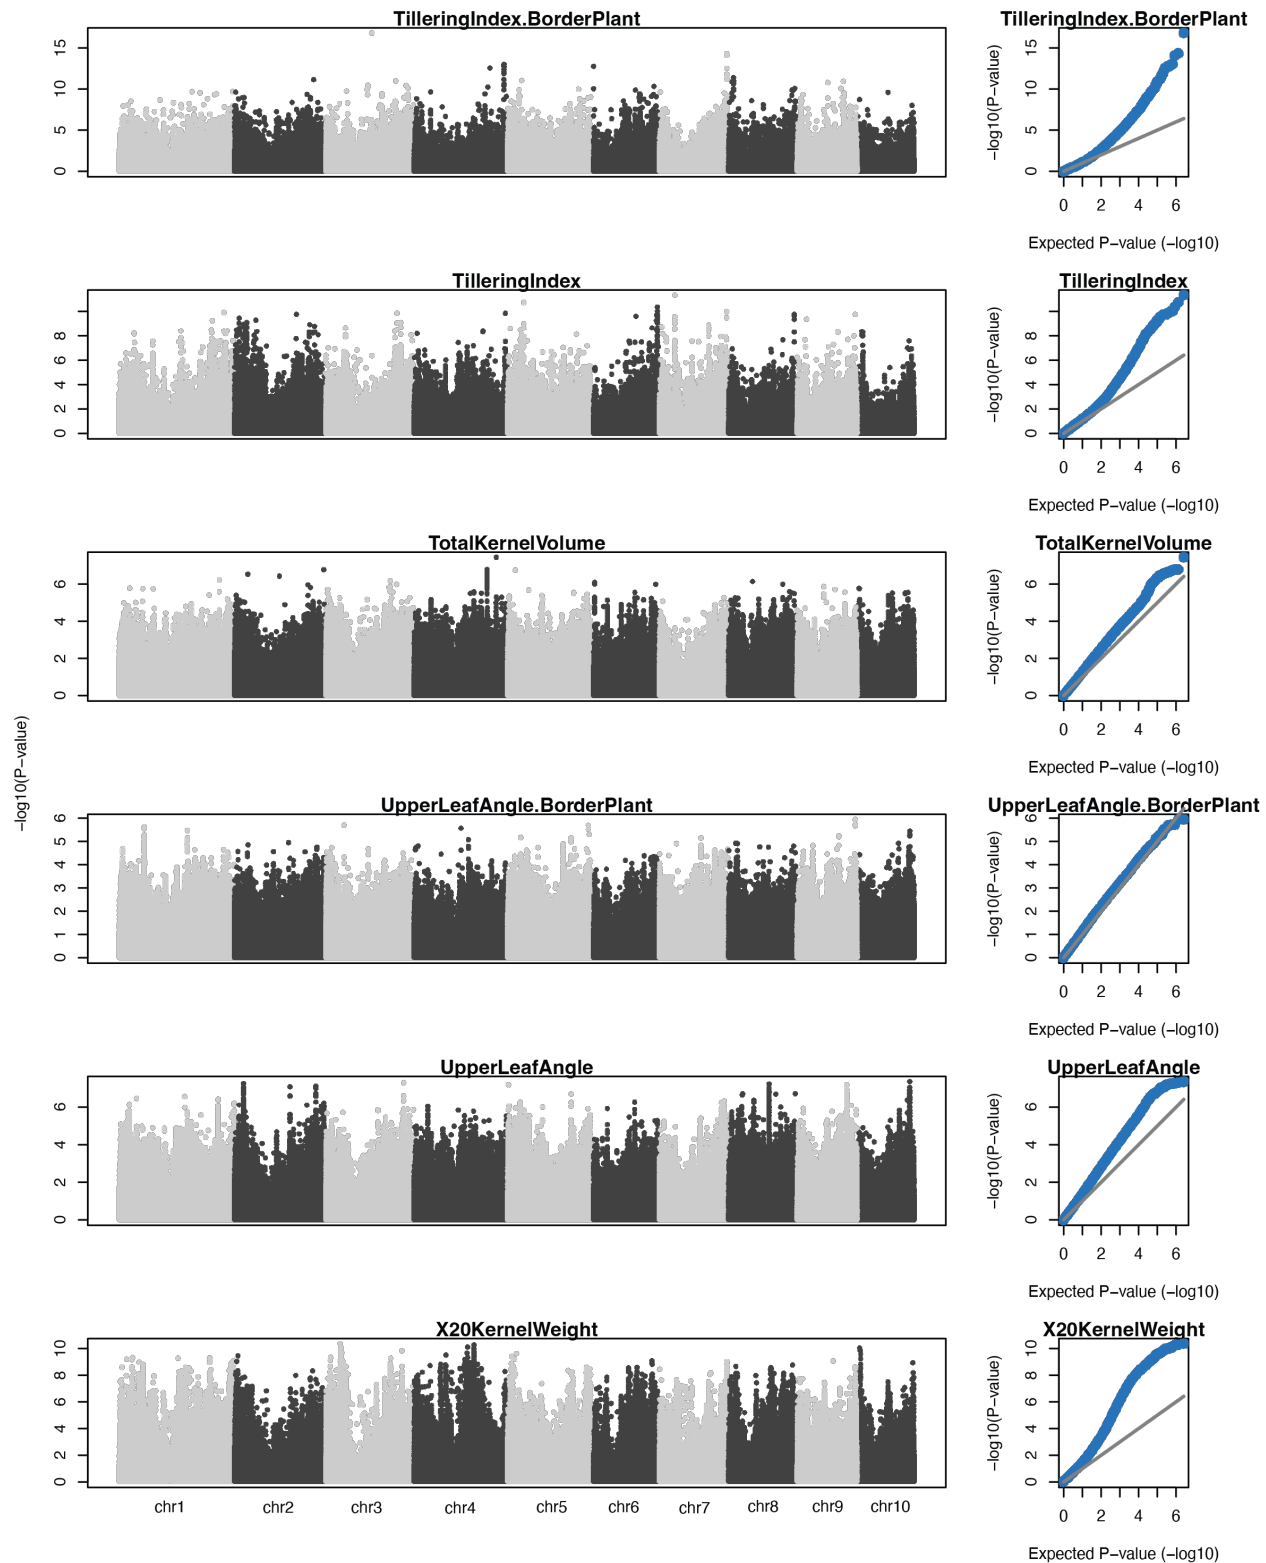 TilleringIndex.BorderPlant
TilleringIndex.BorderPlant
0 5 10 15
−log10(P−value)
0 5 10 15
0 2 4 6
Expected P−value (−log10)
TilleringIndex
TilleringIndex
0 2 4 6 8
−log10(P−value)
0 2 4 6 8
0 2 4 6
Expected P−value (−log10)
TotalKernelVolume
TotalKernelVolume
0 2 4 6
−log10(P−value)
0 2 4 6
0 2 4 6
Expected P−value (−log10)
−log10(P−value)
UpperLeafAngle.BorderPlant
UpperLeafAngle.BorderPlant
0 1 2 3 4 5 6
−log10(P−value)
0 1 2 3 4 5 6
0 2 4 6
Expected P−value (−log10)
UpperLeafAngle
UpperLeafAngle
0 2 4 6
−log10(P−value)
0 2 4 6
0 2 4 6
Expected P−value (−log10)
X20KernelWeight
X20KernelWeight
0 2 4 6 8 10
−log10(P−value)
0 2 4 6 8 10
chr1 chr2 chr3 chr4 chr5 chr6 chr7 chr8 chr9 chr10
0 2 4 6
Expected P−value (−log10)